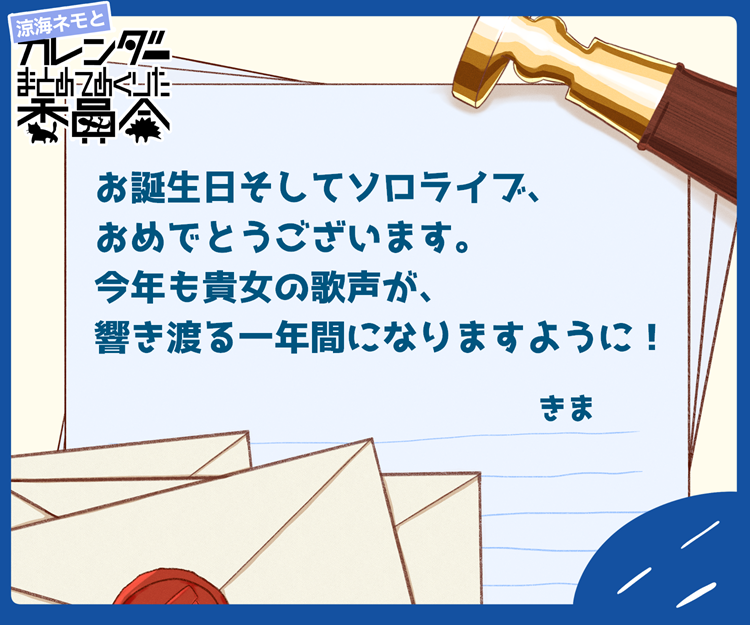 涼海ネモと
カレンダー
まとめてめくりた
委員会
お誕生日そしてソロライブ、
おめでとうございます。
今年も貴女の歌声が、
響き渡る一年間になりますように！
きま